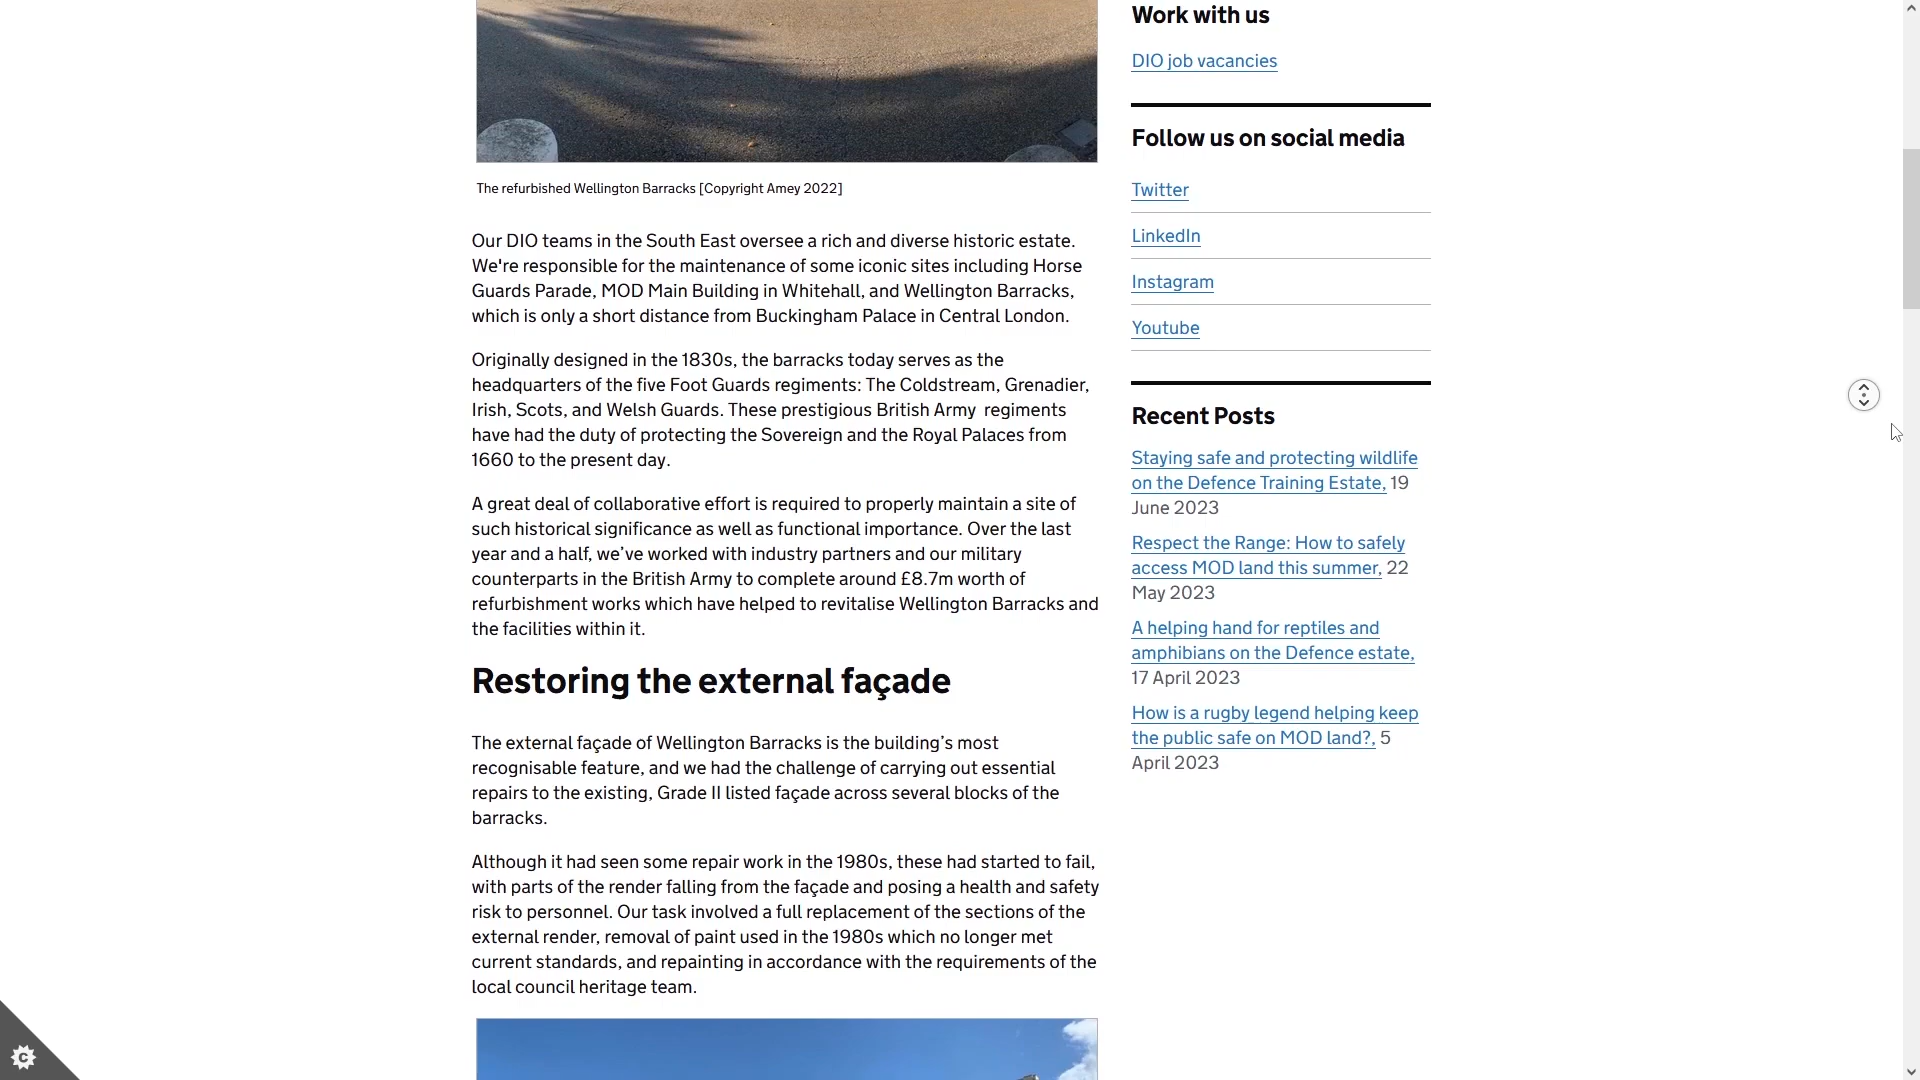 The refurbished Wellington Barracks [Copyright Amey 2022]
Our DIO teams in the South East oversee a rich and diverse historic estate.
We're responsible for the maintenance of some iconic sites including Horse
Guards Parade, MOD Main Building in Whitehall, and Wellington Barracks,
which is only a short distance from Buckingham Palace in Central London.
Originally designed in the 1830s, the barracks today serves as the
headquarters of the five Foot Guards regiments: The Coldstream, Grenadier,
Irish, Scots, and Welsh Guards. These prestigious British Army  regiments
have had the duty of protecting the Sovereign and the Royal Palaces from
1660 to the present day.
A great deal of collaborative effort is required to properly maintain a site of
such historical significance as well as functional importance. Over the last
year and a half, we’ve worked with industry partners and our military
counterparts in the British Army to complete around £8.7m worth of
refurbishment works which have helped to revitalise Wellington Barracks and
the facilities within it.
Restoring the external façade
The external façade of Wellington Barracks is the building’s most
recognisable feature, and we had the challenge of carrying out essential
repairs to the existing, Grade II listed façade across several blocks of the
barracks.
Although it had seen some repair work in the 1980s, these had started to fail,
with parts of the render falling from the façade and posing a health and safety
risk to personnel. Our task involved a full replacement of the sections of the
external render, removal of paint used in the 1980s which no longer met
current standards, and repainting in accordance with the requirements of the
local council heritage team.
Work with us
DIO job vacancies
Follow us on social media
Twitter
LinkedIn
Instagram
Youtube
Recent Posts
Staying safe and protecting wildlife
on the Defence Training Estate, 19
June 2023
Respect the Range: How to safely
access MOD land this summer, 22
May 2023
A helping hand for reptiles and
amphibians on the Defence estate,
17 April 2023
How is a rugby legend helping keep
the public safe on MOD land?, 5
April 2023
C